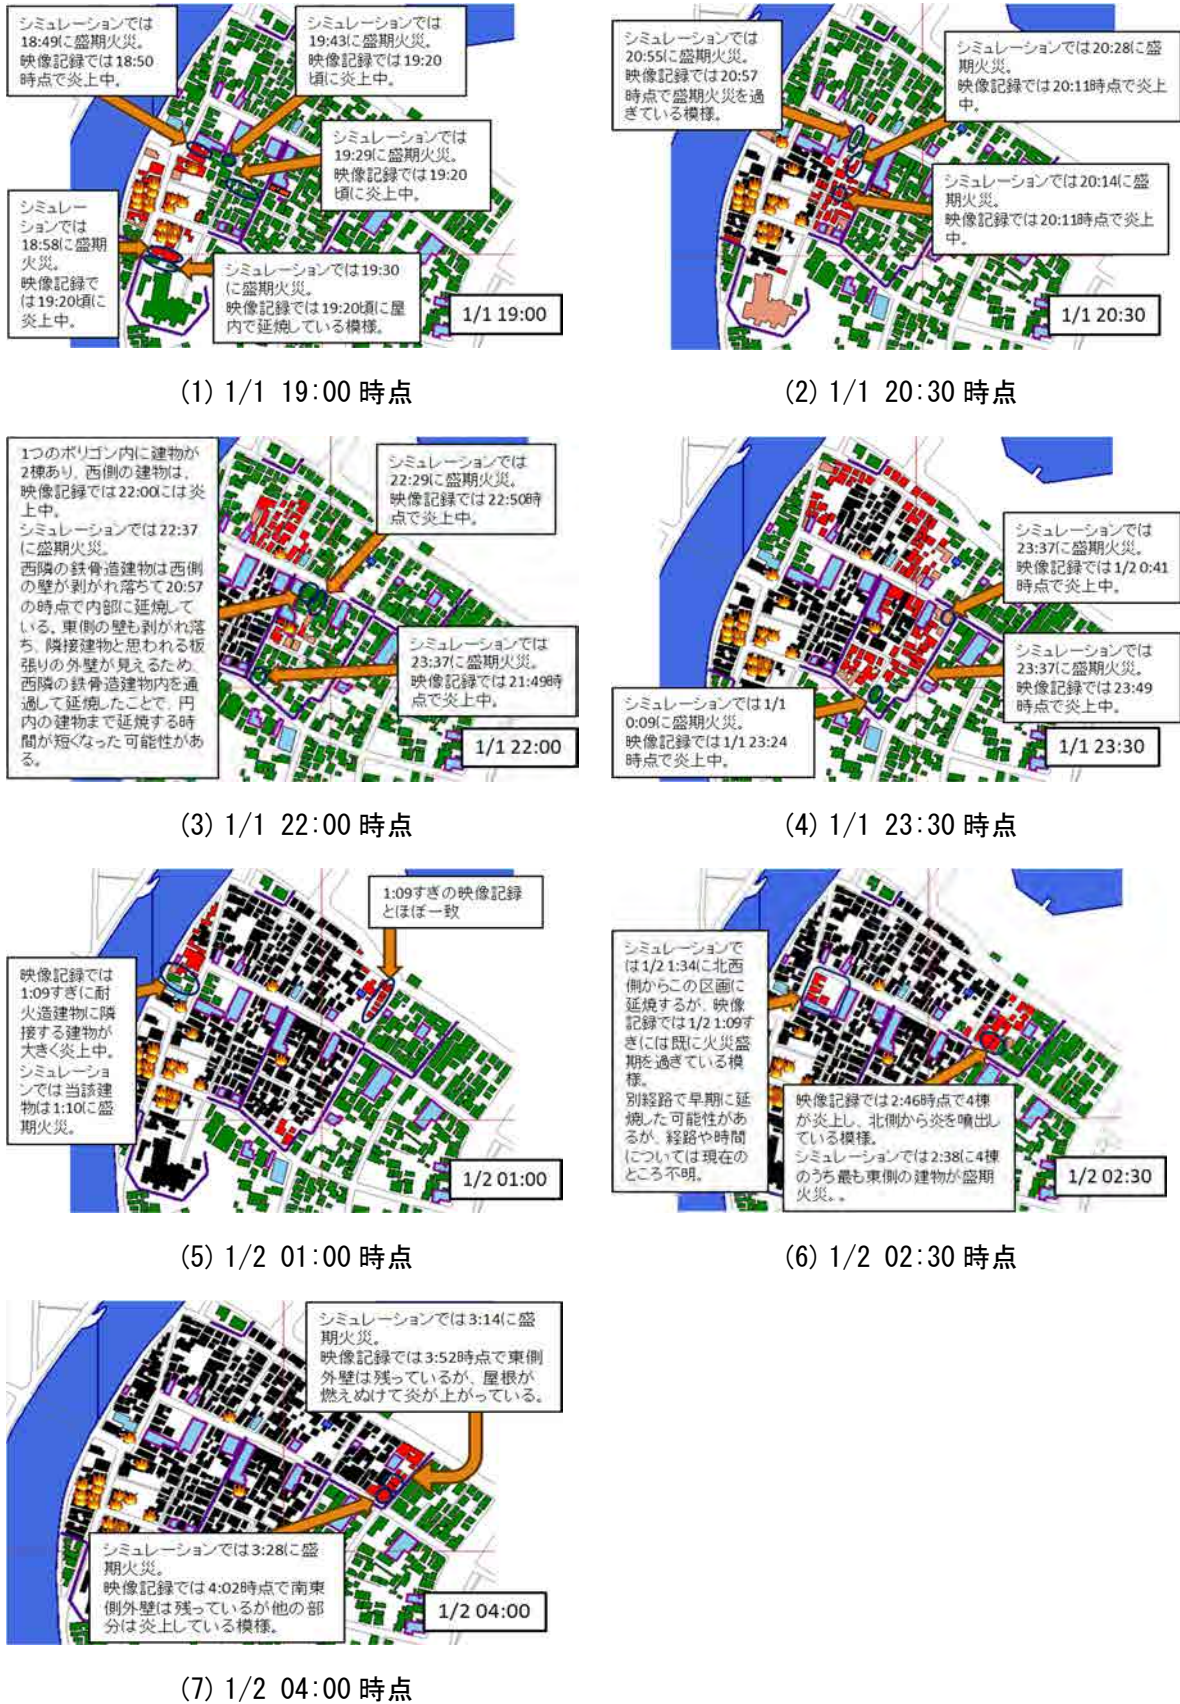 シミュレーションでは
18:49に盛期火災。
映像記録では18:50
時点で炎上中。
シミュレーションでは
19:43に盛期火災。
映像記録では19:20
頃に炎上中。
シミュレーションでは
19:29に盛期火災。
映像記録では19:20
頃に炎上中。
シミュレー
ションでは
18:58に盛期
火災。
映像記録で
は19:20頃に
炎上中。
シミュレーションでは19:30
に盛期火災。
映像記録では19:20頃に屋
内で延焼している模様。
1/1 19:00
(1) 1/1 19:00 時点
シミュレーションでは
20:55に盛期火災。
映像記録では20:57
時点で盛期火災を過
ぎている模様。
シミュレーションでは20:28に盛
期火災。
映像記録では20:11時点で炎上
中。
シミュレーションでは20:14に盛
期火災。
映像記録では20:11時点で炎上
中。
1/1 20:30
(2) 1/1 20:30 時点
1つのポリゴン内に建物が
2棟あり、西側の建物は、
映像記録では22:00には炎
上中。
シミュレーションでは22:37
に盛期火災。
西隣の鉄骨造建物は西側
の壁が剥がれ落ちて20:57
の時点で内部に延焼して
いる。東側の壁も剥がれ落
ち、隣接建物と思われる板
張りの外壁が見えるため、
西隣の鉄骨造建物内を通
過して延焼したことで、円
内の建物まで延焼する時
間が短くなった可能性があ
る。
シミュレーションでは
22:29に盛期火災。
映像記録では22:50時
点で炎上中。
シミュレーションでは
23:37に盛期火災。
映像記録では21:49時
点で炎上中。
1/1 22:00
(3) 1/1 22:00 時点
シミュレーションでは
23:37に盛期火災。
映像記録では1/2 0:41
時点で炎上中。
シミュレーションでは
23:37に盛期火災。
映像記録では23:49
時点で炎上中。
シミュレーションでは1/1
0:09に盛期火災。
映像記録では1/1 23:24
時点で炎上中。
1/1 23:30
(4) 1/1 23:30 時点
1:09すぎの映像記録
とほぼ一致
映像記録では
1:09すぎに耐
火造建物に隣
接する建物が
大きく炎上中。
シミュレーショ
ンでは当該建
物は1:10に盛
期火災。
1/2 01:00
(5) 1/2 01:00 時点
シミュレーションで
は1/2 1:34に北西
側からこの区画に
延焼するが、映像
記録では1/2 1:09す
ぎには既に火災盛
期を過ぎている模
様。
別経路で早期に延
焼した可能性があ
るが、経路や時間
については現在の
ところ不明。
映像記録では2:46時点で4棟
が炎上し、北側から炎を噴出し
ている模様。
シミュレーションでは2:38に4棟
のうち最も東側の建物が盛期
火災。。
1/2 02:30
(6) 1/2 02:30 時点
シミュレーションでは3:14に盛
期火災。
映像記録では3:52時点で東側
外壁は残っているが、屋根が
燃えぬけて炎が上がっている。
シミュレーションでは3:28に盛
期火災。
映像記録では4:02時点で南東
側外壁は残っているが他の部
分は炎上している模様。
1/2 04:00
(7) 1/2 04:00 時点